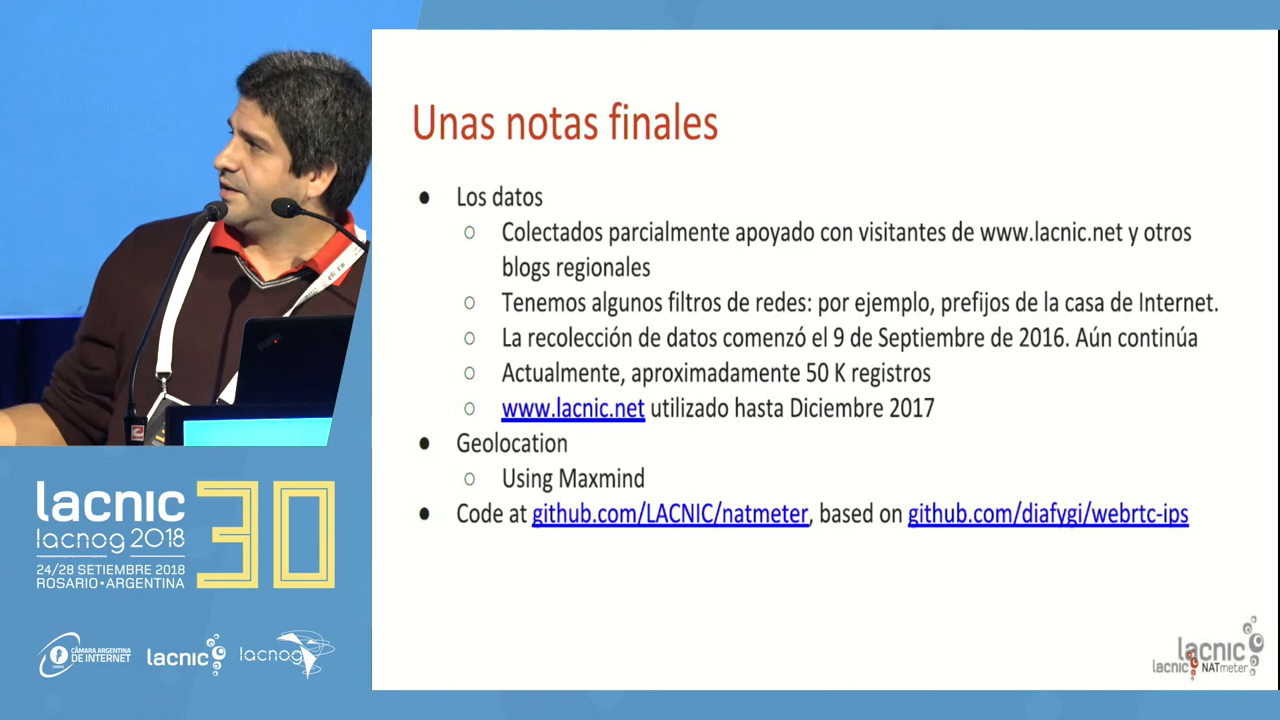 Unas notas finales
Los datos
Colectados parcialmente apoyado con visitantes de www.lacnic.net y otros
blogs regionales
Tenemos algunos filtros de redes: por ejemplo, prefijos de la casa de Internet.
La recolección de datos comenzó el 9 de Septiembre de 2016. Aún continúa
Actualmente, aproximadamente 50 K registros
www.lacnic.net utilizado hasta Diciembre 2017
Geolocation
Using Maxmind
Code at github.com/LACNIC/natmeter, based on github.com/diafygi/webrtc-ips
lacnic 30
lacnog 2018
24/28 SETIEMBRE 2018
ROSARIO • ARGENTINA
CÁMARA ARGENTINA
DE INTERNET
lacnic
lacnog
lacnic
lacnic NATmeter